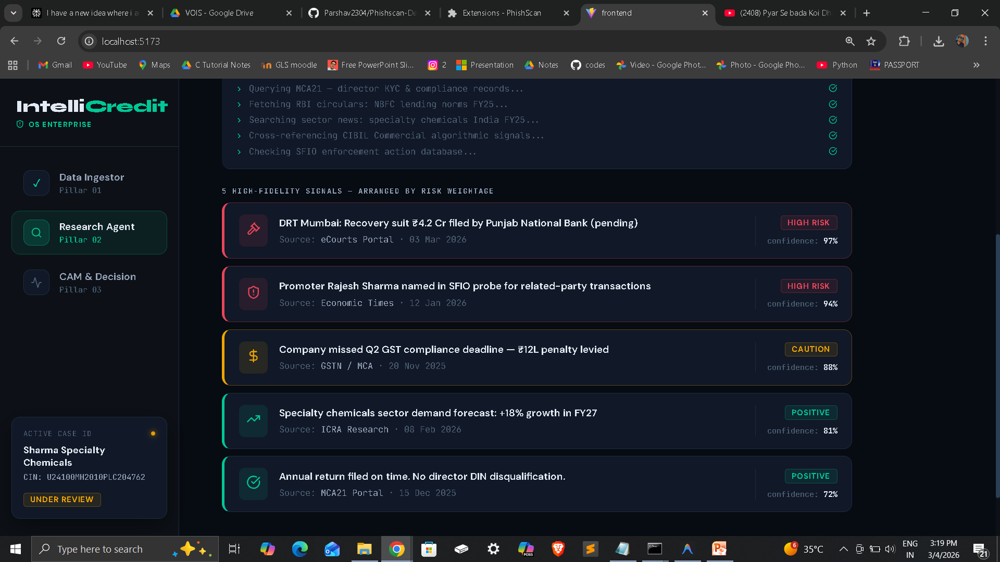 I have a new idea where i a
VOIS - Google Drive
Parshav2304/Phishscan-De
Extensions - PhishScan
frontend
(2408) Pyar Se bada Koi Dh
localhost:5173
Gmail
YouTube
Maps
C Tutorial Notes
GLS moodle
Free PowerPoint Sli...
2
Presentation
Notes
codes
Video - Google Phot...
Photo - Google Pho...
Python
PASSPORT
»
IntelliCredit
OS ENTERPRISE
Data Ingestor
Pillar 01
Research Agent
Pillar 02
CAM & Decision
Pillar 03
ACTIVE CASE ID
Sharma Specialty
Chemicals
CIN: U24100MH2010PLC204762
UNDER REVIEW
› Querying MCA21 — director KYC & compliance records...
› Fetching RBI circulars: NBFC lending norms FY25...
› Searching sector news: specialty chemicals India FY25...
› Cross-referencing CIBIL Commercial algorithmic signals...
› Checking SFIO enforcement action database...
5 HIGH-FIDELITY SIGNALS — ARRANGED BY RISK WEIGHTAGE
DRT Mumbai: Recovery suit ₹4.2 Cr filed by Punjab National Bank (pending)
Source: eCourts Portal · 03 Mar 2026
HIGH RISK
confidence: 97%
Promoter Rajesh Sharma named in SFIO probe for related-party transactions
Source: Economic Times · 12 Jan 2026
HIGH RISK
confidence: 94%
Company missed Q2 GST compliance deadline — ₹12L penalty levied
Source: GSTN / MCA · 20 Nov 2025
CAUTION
confidence: 88%
Specialty chemicals sector demand forecast: +18% growth in FY27
Source: ICRA Research · 08 Feb 2026
POSITIVE
confidence: 81%
Annual return filed on time. No director DIN disqualification.
Source: MCA21 Portal · 15 Dec 2025
POSITIVE
confidence: 72%
Type here to search
M365
6
35°C
ENG
IN
3:19 PM
3/4/2026
21